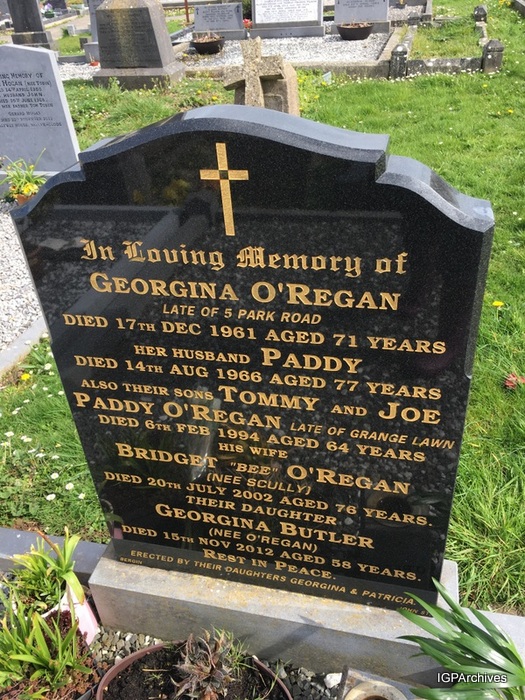 In Loving Memory of
GEORGINA O'REGAN
LATE OF 5 PARK ROAD
DIED 17TH DEC 1961 AGED 71 YEARS
HER HUSBAND PADDY
DIED 14TH AUG 1966 AGED 77 YEARS
ALSO THEIR SONS TOMMY AND JOE
PADDY O'REGAN LATE OF GRANGE LAWN
DIED 6TH FEB 1994 AGED 64 YEARS
HIS WIFE
BRIDGET "BEE" O'REGAN
(NEE SCULLY)
DIED 20TH JULY 2002 AGED 76 YEARS.
THEIR DAUGHTER
GEORGINA BUTLER
(NEE O'REGAN)
DIED 15TH NOV 2012 AGED 58 YEARS.
REST IN PEACE.
ERECTED BY THEIR DAUGHTERS GEORGINA & PATRICIA.
IGPArchives